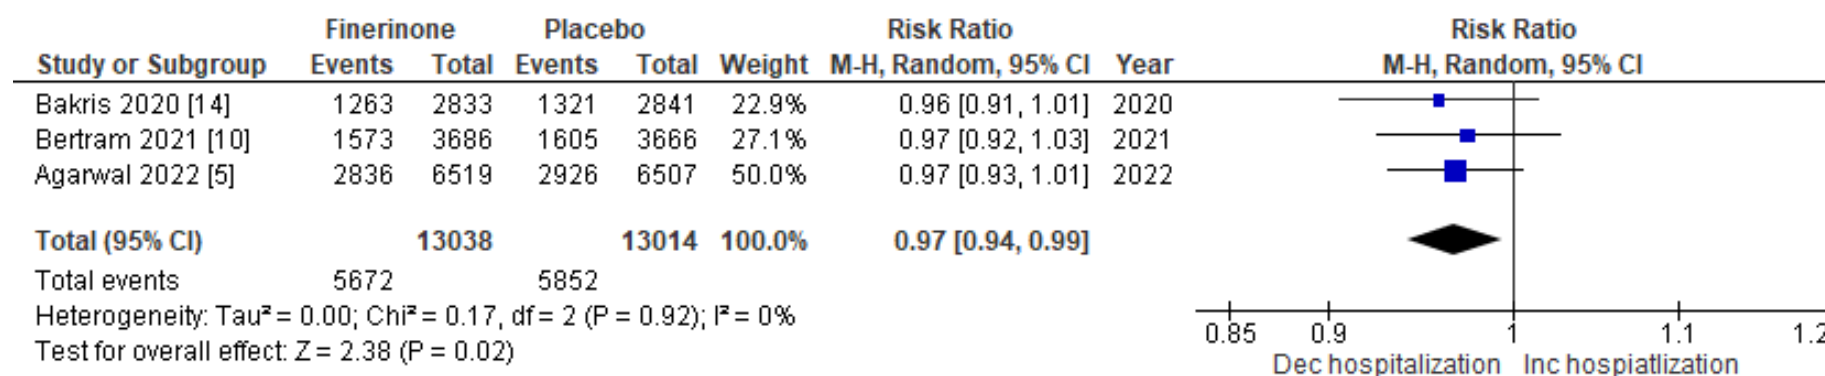 Finerinone Placebo Risk Ratio Risk Ratio
Study or Subgroup Events Total Events Total Weight M-H, Random, 95% CI Year M-H, Random, 95% CI
Bakris 2020 [14] 1263 2833 1321 2841 22.9% 0.96 [0.91, 1.01] 2020
Bertram 2021 [10] 1573 3686 1605 3666 27.1% 0.97 [0.92, 1.03] 2021
Agarwal 2022 [5] 2836 6519 2926 6507 50.0% 0.97 [0.93, 1.01] 2022
Total (95% CI) 13038 13014 100.0% 0.97 [0.94, 0.99]
Total events 5672 5852
Heterogeneity: Tau² = 0.00; Chi² = 0.17, df = 2 (P = 0.92); I² = 0%
Test for overall effect: Z = 2.38 (P = 0.02)
0.85 0.9 1 1.1 1.2
Dec hospitalization Inc hospiatlization